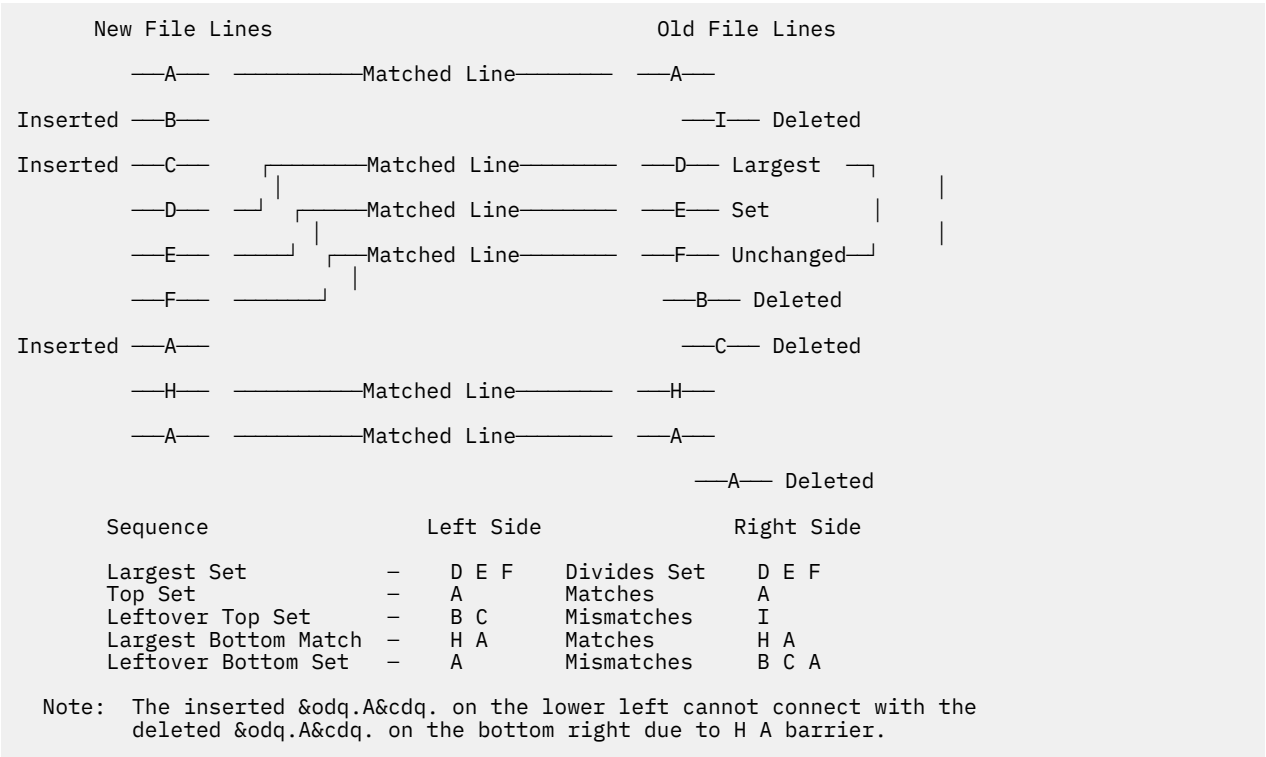 New File Lines Old File Lines
A Matched Line A
Inserted B I Deleted
Inserted C Matched Line D Largest
D Matched Line E Set
E Matched Line F Unchanged
F B Deleted
Inserted A C Deleted
H Matched Line H
A Matched Line A
A Deleted
Sequence Left Side Right Side
Largest Set – D E F Divides Set D E F
Top Set – A Matches A
Leftover Top Set – B C Mismatches I
Largest Bottom Match – H A Matches H A
Leftover Bottom Set – A Mismatches B C A
Note: The inserted &odq.A&cdq. on the lower left cannot connect with the
deleted &odq.A&cdq. on the bottom right due to H A barrier.